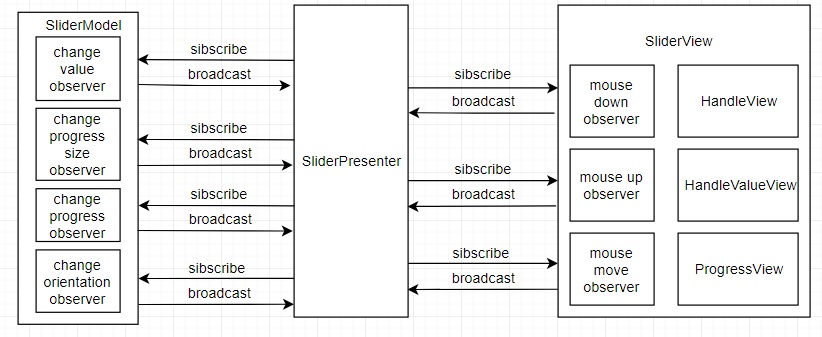 SliderModel
change
value
observer
change
progress
size
observer
change
progress
observer
change
orientation
observer
sibscribe
broadcast
sibscribe
broadcast
sibscribe
broadcast
sibscribe
broadcast
SliderPresenter
sibscribe
broadcast
sibscribe
broadcast
sibscribe
broadcast
SliderView
mouse
down
observer
HandleView
mouse up
observer
HandleValueView
mouse
move
observer
ProgressView